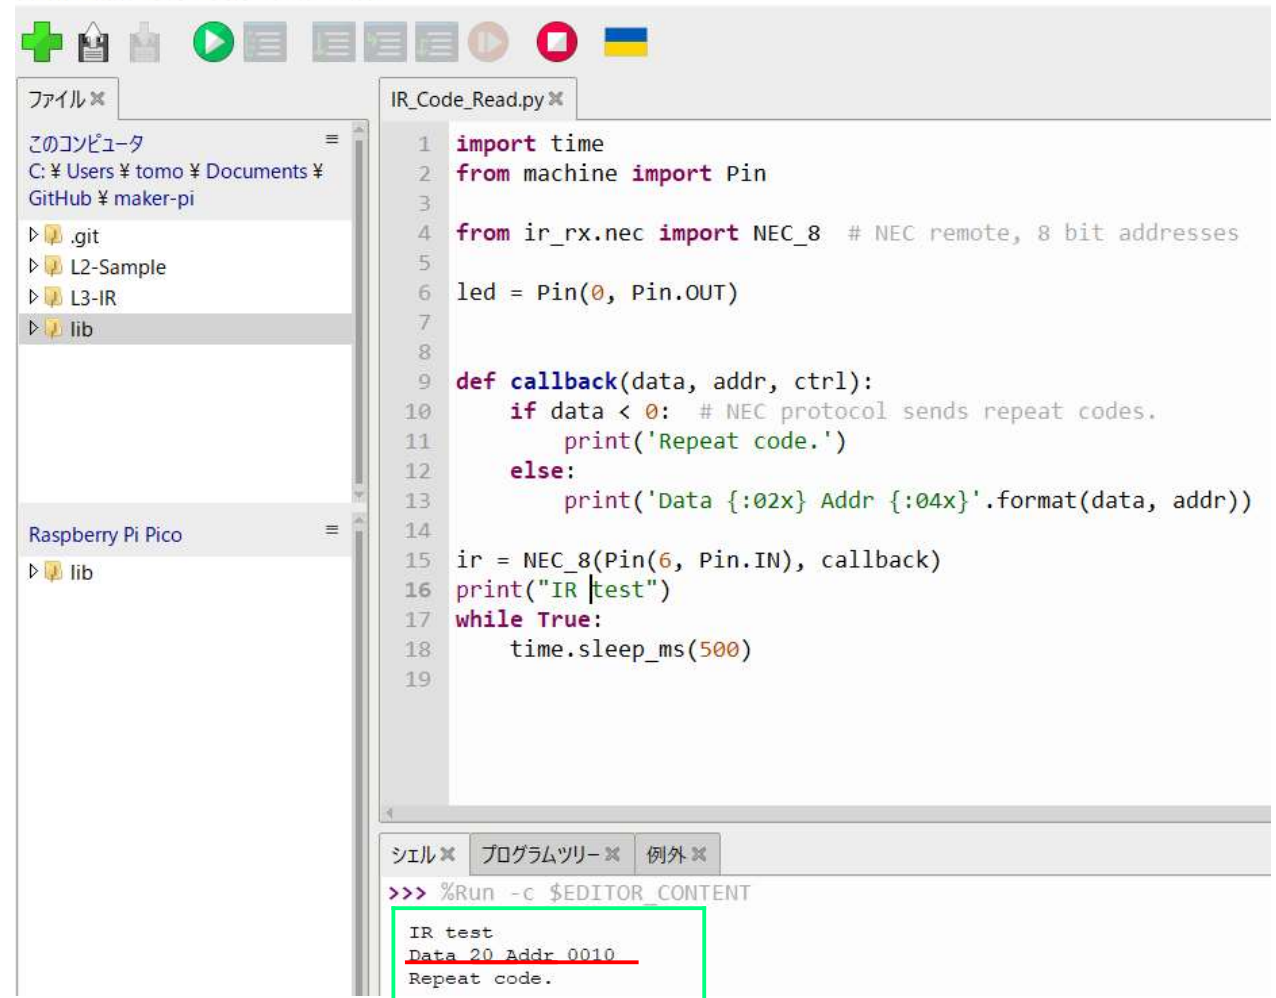 ファイル
このコンピュータ
C: ¥ Users ¥ tomo ¥ Documents ¥
GitHub ¥ maker-pi
.git
L2-Sample
L3-IR
lib
Raspberry Pi Pico
lib
IR_Code_Read.py
1 import time
2 from machine import Pin
3
4 from ir_rx.nec import NEC_8  # NEC remote, 8 bit addresses
5
6 led = Pin(0, Pin.OUT)
7
8
9 def callback(data, addr, ctrl):
10     if data < 0:  # NEC protocol sends repeat codes.
11         print('Repeat code.')
12     else:
13         print('Data {:02x} Addr {:04x}'.format(data, addr))
14
15 ir = NEC_8(Pin(6, Pin.IN), callback)
16 print("IR test")
17 while True:
18     time.sleep_ms(500)
19
シェル プログラムツリー 例外
>>> %Run -c $EDITOR_CONTENT
IR test
Data 20 Addr 0010
Repeat code.